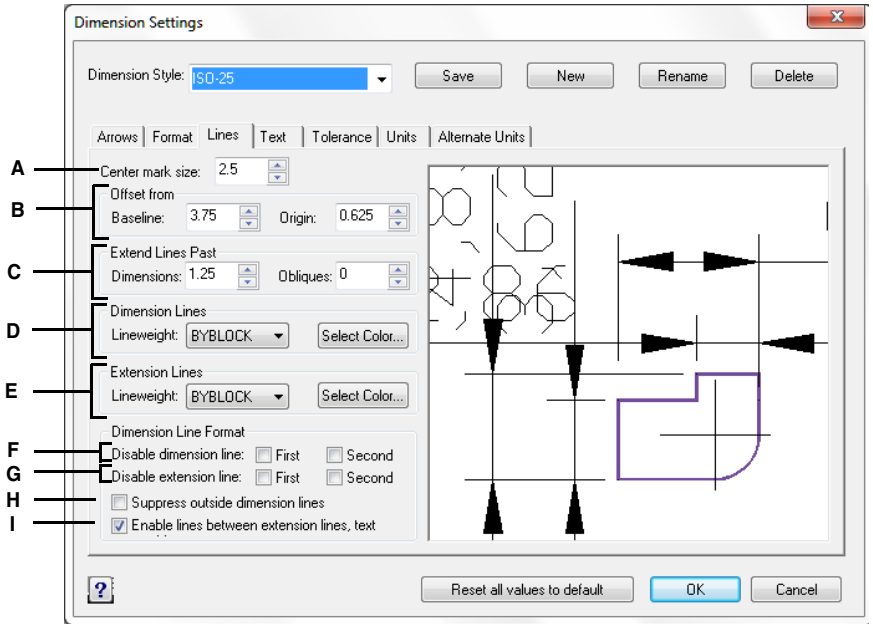 Dimension Settings
x
Dimension Style: ISO-25 Save New Rename Delete
Arrows Format Lines Text Tolerance Units Alternate Units
A Center mark size: 2.5
Offset from
B Baseline: 3.75 Origin: 0.625
Extend Lines Past
C Dimensions: 1.25 Obliques: 0
Dimension Lines
D Lineweight: BYBLOCK Select Color...
Extension Lines
E Lineweight: BYBLOCK Select Color...
Dimension Line Format
F Disable dimension line: First Second
G Disable extension line: First Second
H Suppress outside dimension lines
I Enable lines between extension lines, text
? Reset all values to default OK Cancel